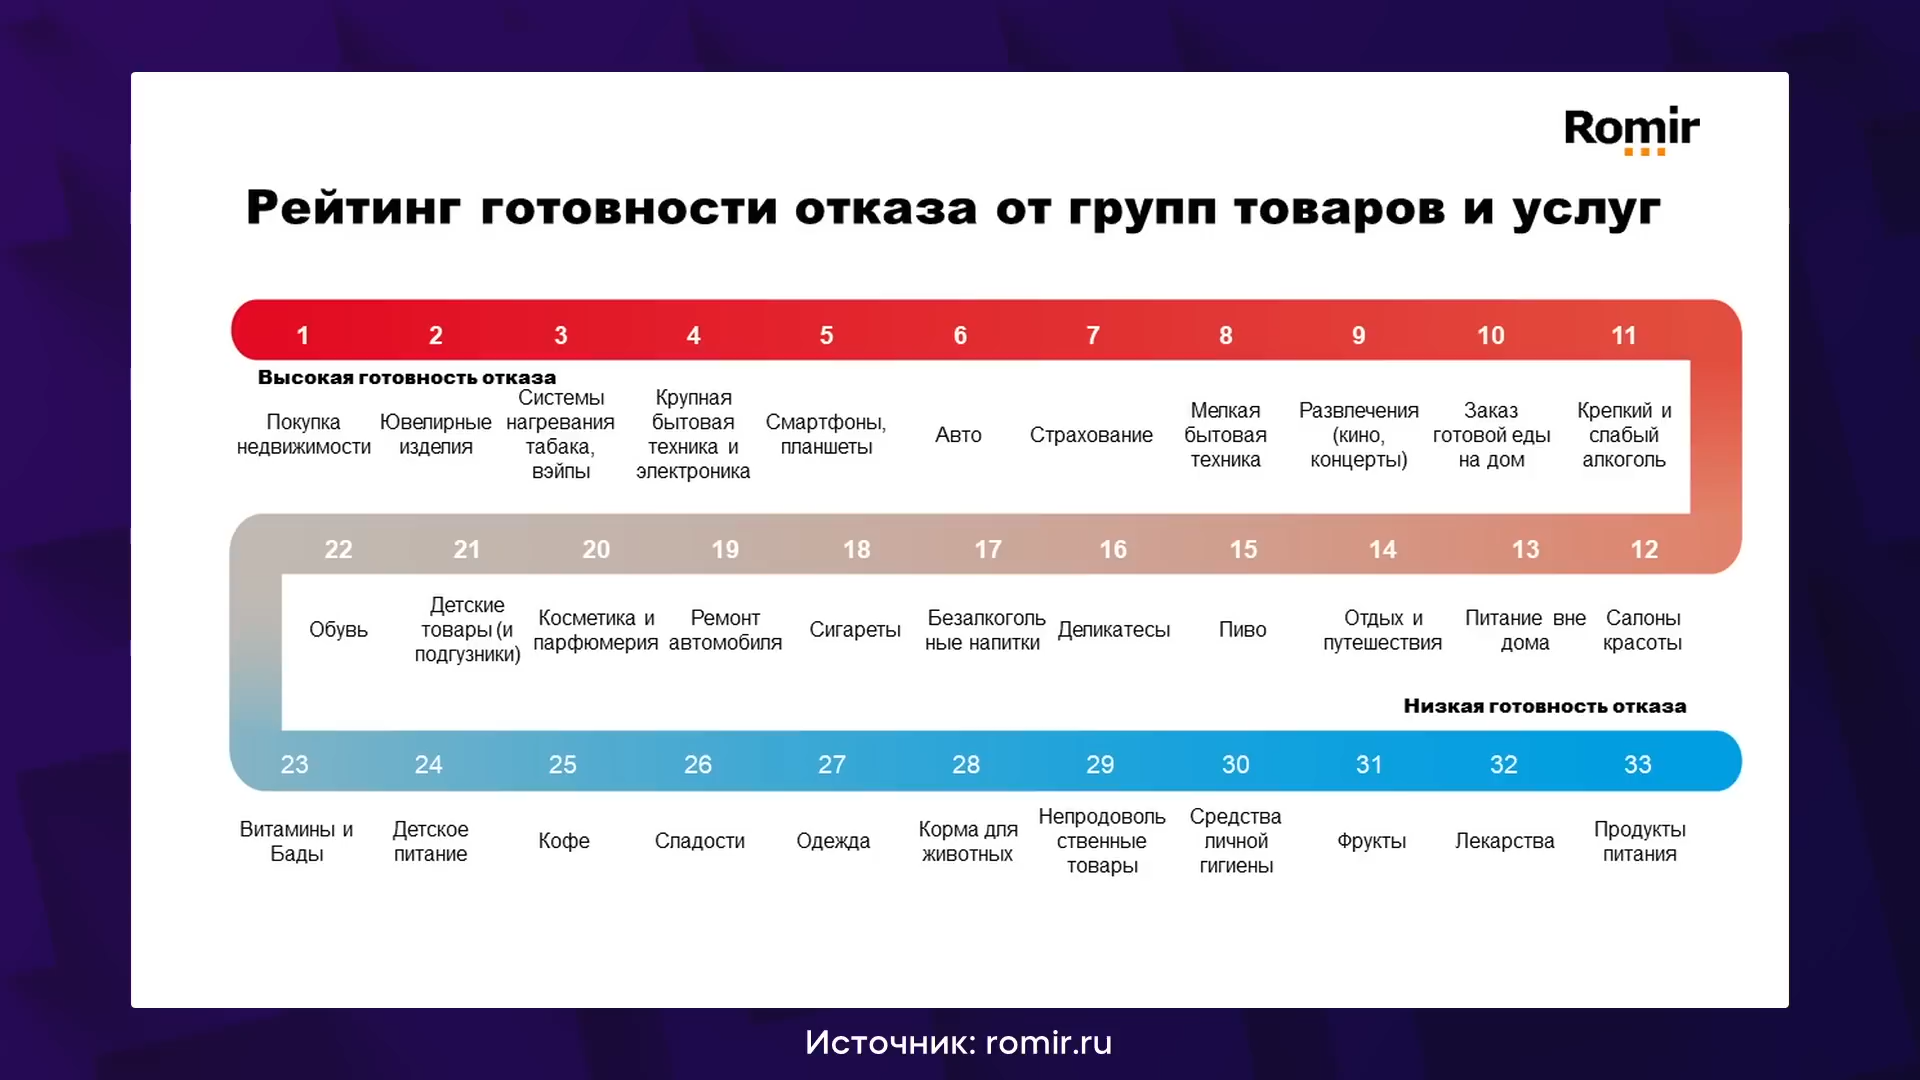 Romir
Рейтинг готовности отказа от групп товаров и услуг
1 2 3 4 5 6 7 8 9 10 11
Высокая готовность отказа
Покупка
недвижимости
Ювелирные
изделия
Системы
нагревания
табака,
вэйпы
Крупная
бытовая
техника и
электроника
Смартфоны,
планшеты
Авто
Страхование
Мелкая
бытовая
техника
Развлечения
(кино,
концерты)
Заказ
готовой еды
на дом
Крепкий и
слабый
алкоголь
22 21 20 19 18 17 16 15 14 13 12
Обувь
Детские
товары (и
подгузники)
Косметика и
парфюмерия
Ремонт
автомобиля
Сигареты
Безалкоголь
ные напитки
Деликатесы
Пиво
Отдых и
путешествия
Питание вне
дома
Салоны
красоты
Низкая готовность отказа
23 24 25 26 27 28 29 30 31 32 33
Витамины и
Бады
Детское
питание
Кофе
Сладости
Одежда
Корма для
животных
Непродоволь
ственные
товары
Средства
личной
гигиены
Фрукты
Лекарства
Продукты
питания
Источник: romir.ru